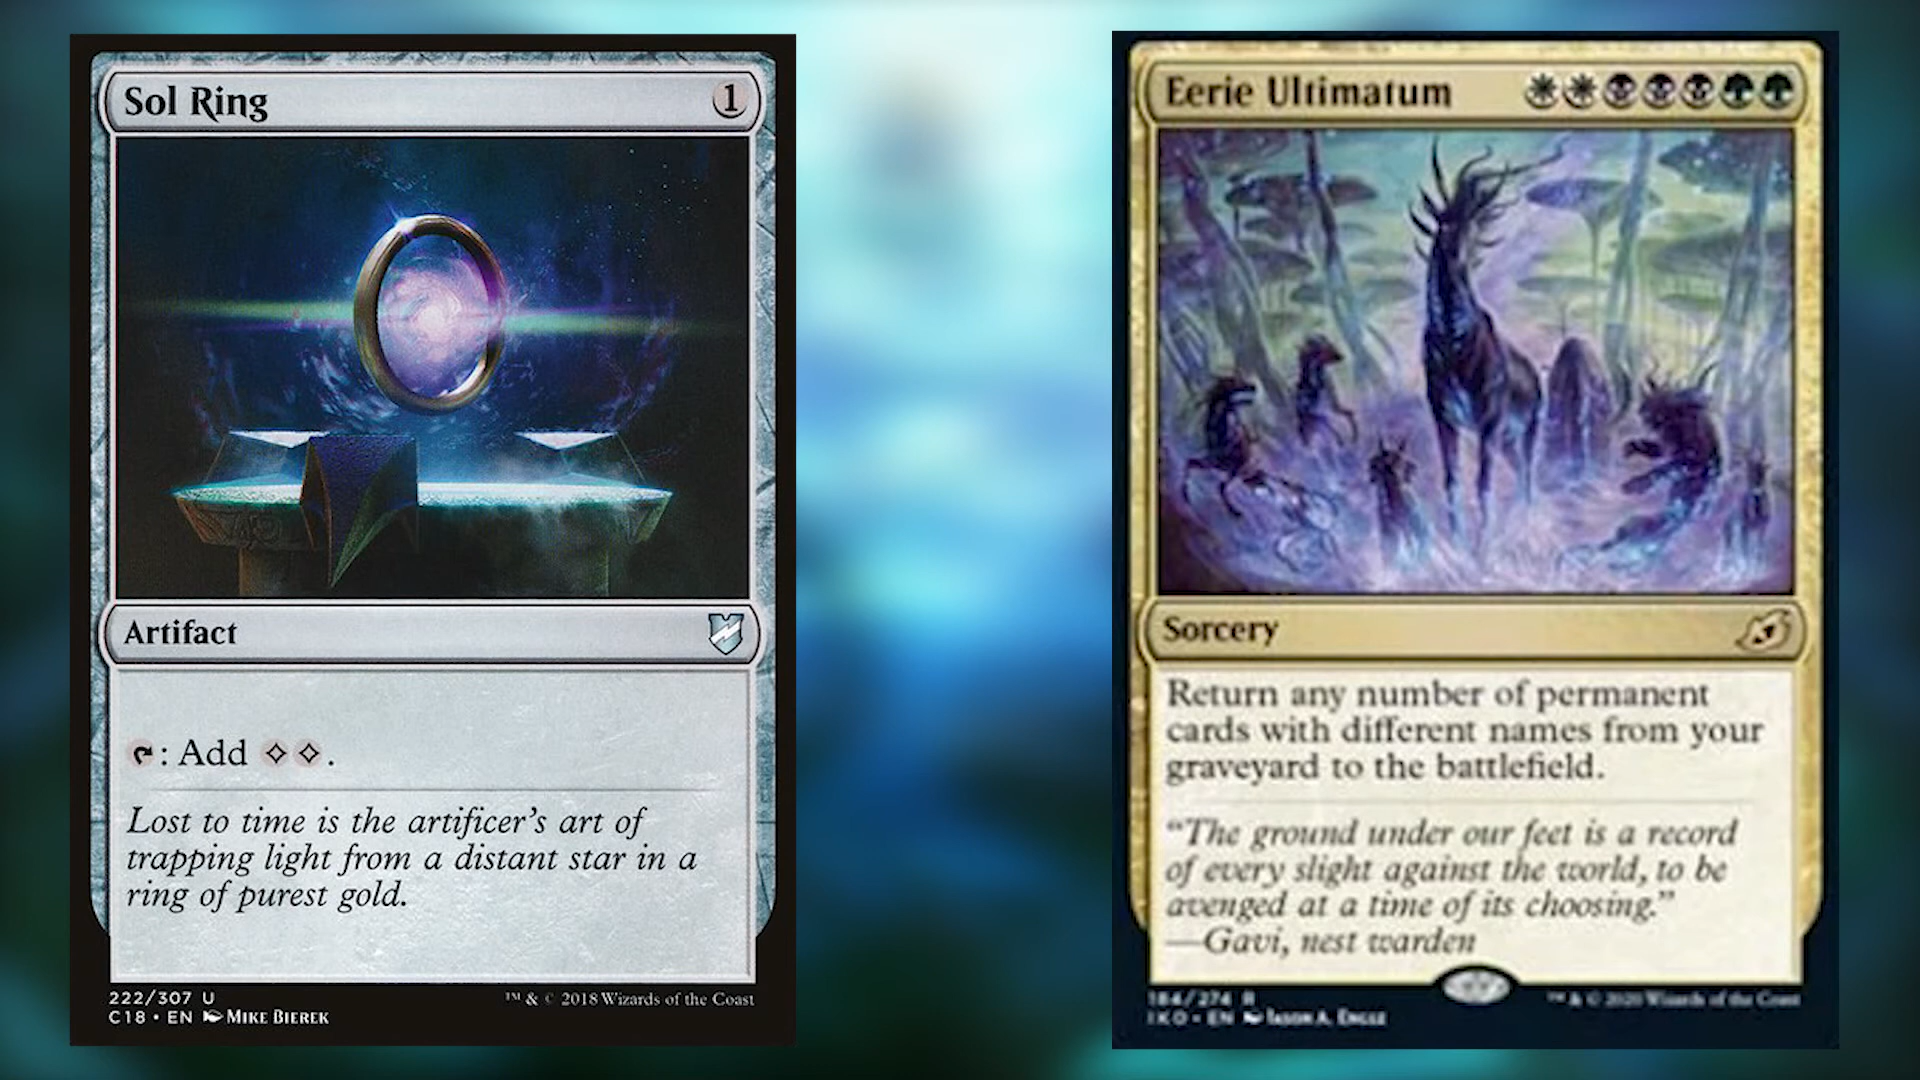 Sol Ring
1
Artifact
: Add
.
Lost to time is the artificer's art of
trapping light from a distant star in a
ring of purest gold.
222/307 U
C18 • EN MIKE BIEREK
™ & © 2018 Wizards of the Coast
Eerie Ultimatum
Sorcery
Return any number of permanent
cards with different names from your
graveyard to the battlefield.
"The ground under our feet is a record
of every slight against the world, to be
avenged at a time of its choosing."
—Gavi, nest warden
184/274 R
IKO • EN JASON A. ENGLE
™ & © 2020 Wizards of the Coast